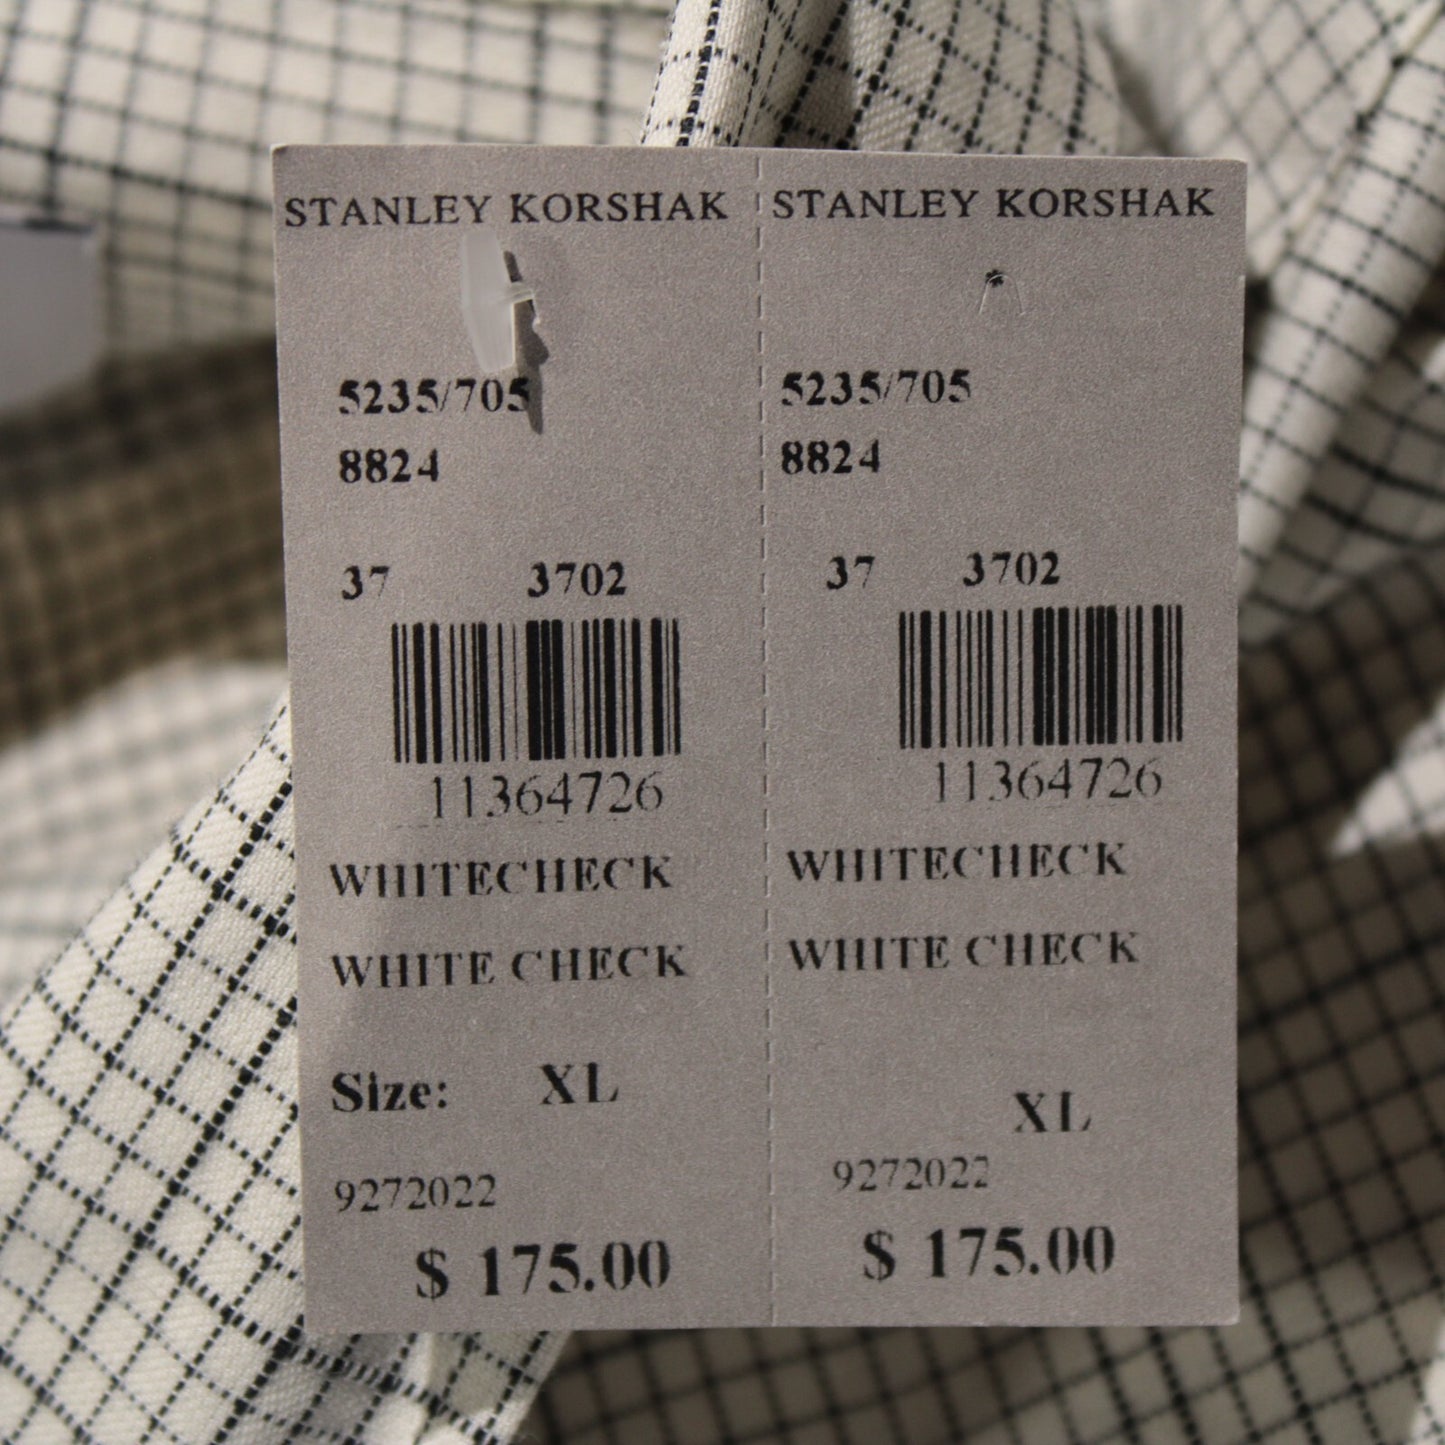 STANLEY KORSHAK
5235/705
8824
37 3702
11364726
WHITECHECK
WHITE CHECK
Size: XL
9272022
$ 175.00
STANLEY KORSHAK
5235/705
8824
37 3702
11364726
WHITECHECK
WHITE CHECK
XL
9272022
$ 175.00